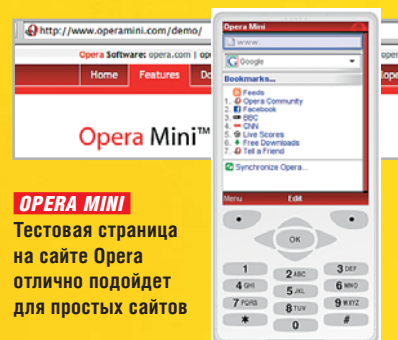 http://www.operamini.com/demo/
Opera Software: opera.com
Home Features
Opera Mini™
OPERA MINI
Тестовая страница
на сайте Opera
отлично подойдет
для простых сайтов
Opera Mini
www.
Google
Bookmarks...
Feeds
1. Opera Community
2. Facebook
3. BBC
4. CNN
5. Live Scores
6. Free Downloads
7. Tell a Friend
Synchronize Opera...
Menu Edit
OK
1 2 ABC 3 DEF
4 GHI 5 JKL 6 MNO
7 PQRS 8 TUV 9 WXYZ
* 0 #